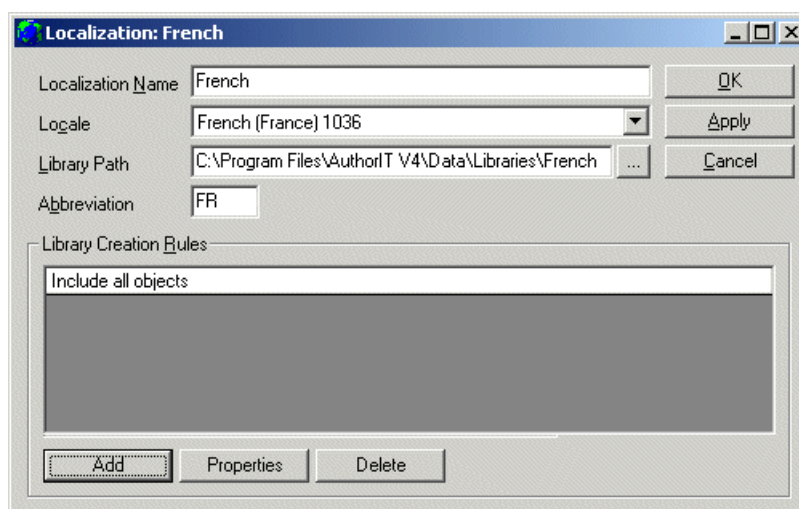 Localization: French
Localization Name French OK
Locale French (France) 1036 Apply
Library Path C:\Program Files\AuthorIT V4\Data\Libraries\French ... Cancel
Abbreviation FR
Library Creation Rules
Include all objects
Add Properties Delete